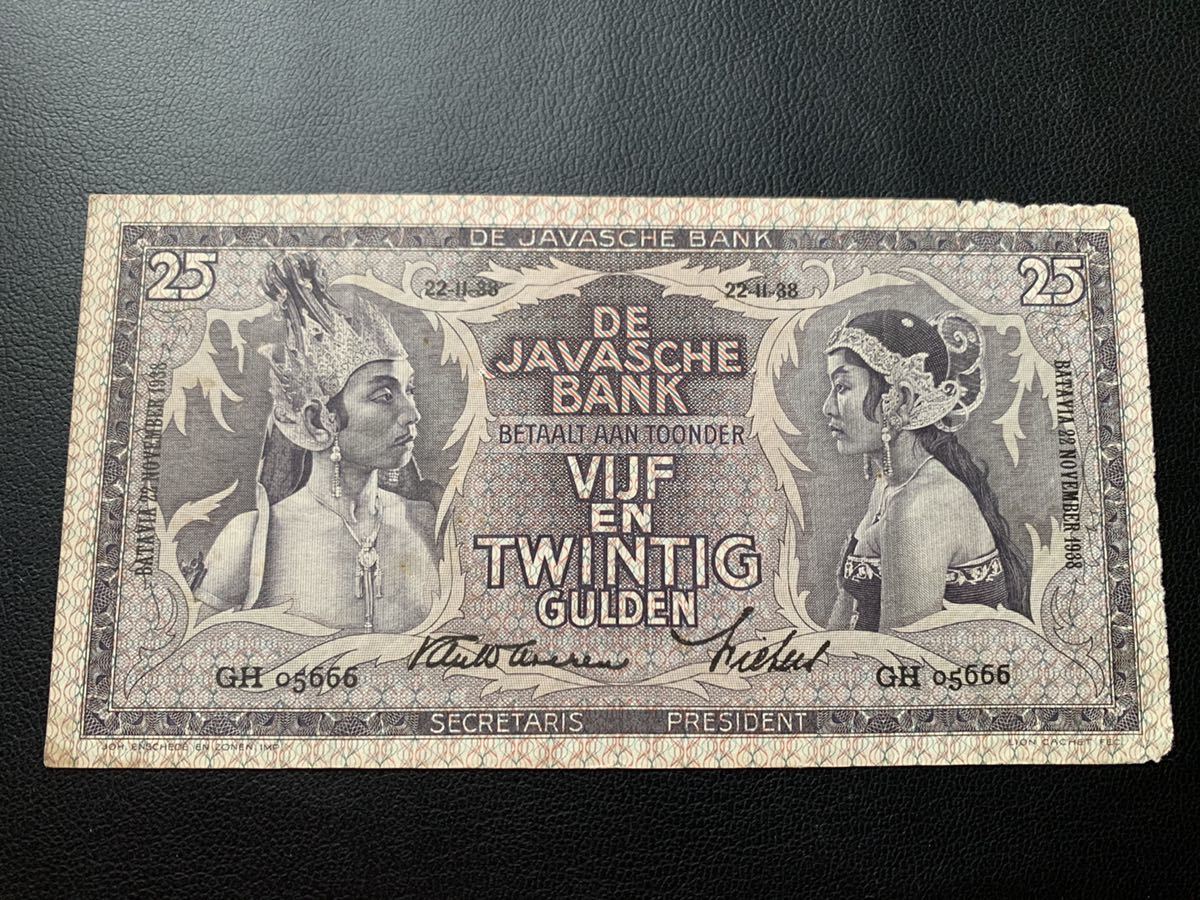 DE JAVASCHE BANK
25
25
22-11-38
22-11-38
DE
JAVASCHE
BANK
BETAALT AAN TOONDER
VIJF
EN
TWINTIG
GULDEN
BATAVIA 22 NOVEMBER 1938
BATAVIA 22 NOVEMBER 1938
GH 05666
GH 05666
SECRETARIS PRESIDENT
JOH. ENSCHEDÉ EN ZONEN. IMP.
LION CACHET FEC.